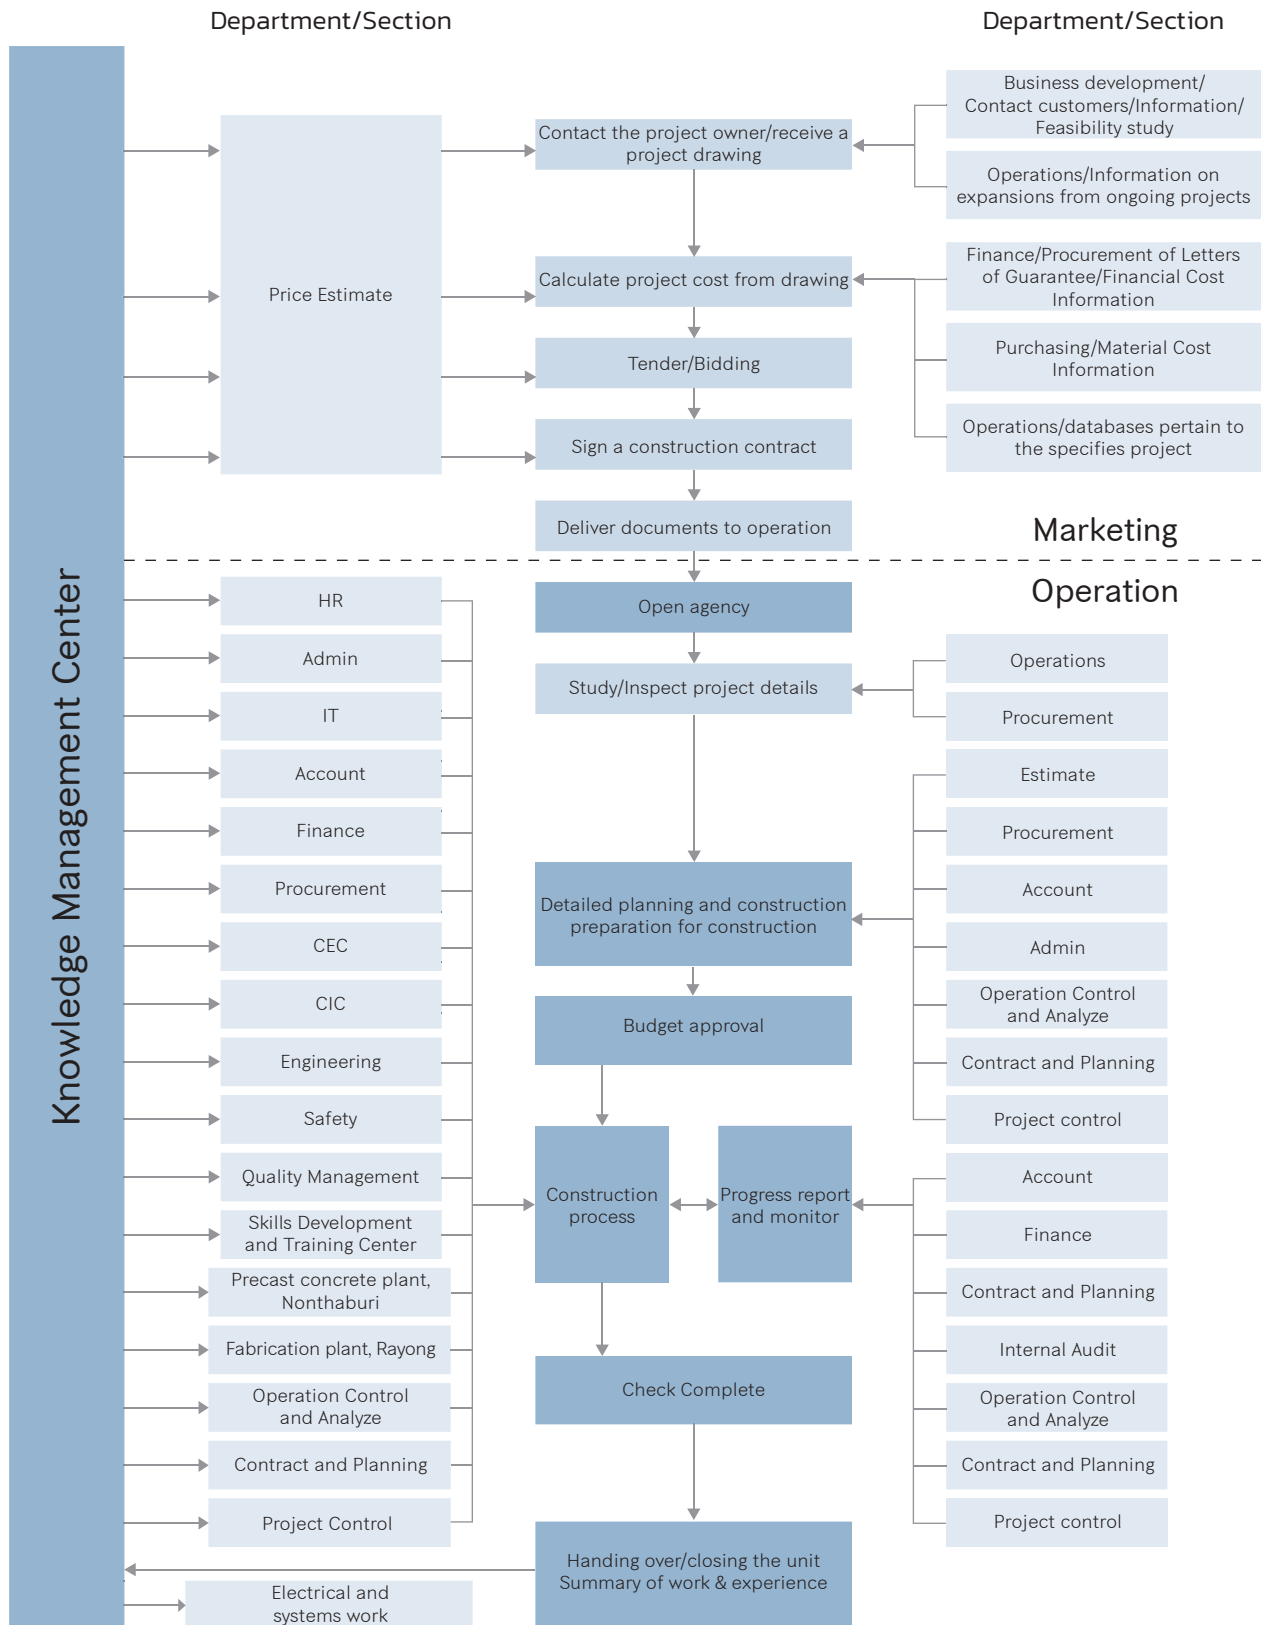 Department/Section
Department/Section
Knowledge Management Center
Price Estimate
Contact the project owner/receive a
project drawing
Calculate project cost from drawing
Tender/Bidding
Sign a construction contract
Deliver documents to operation
Business development/
Contact customers/Information/
Feasibility study
Operations/Information on
expansions from ongoing projects
Finance/Procurement of Letters
of Guarantee/Financial Cost
Information
Purchasing/Material Cost
Information
Operations/databases pertain to
the specifies project
Marketing
Operation
HR
Admin
IT
Account
Finance
Procurement
CEC
CIC
Engineering
Safety
Quality Management
Skills Development
and Training Center
Precast concrete plant,
Nonthaburi
Fabrication plant, Rayong
Operation Control
and Analyze
Contract and Planning
Project Control
Electrical and
systems work
Open agency
Study/Inspect project details
Detailed planning and construction
preparation for construction
Budget approval
Construction
process
Progress report
and monitor
Check Complete
Handing over/closing the unit
Summary of work & experience
Operations
Procurement
Estimate
Procurement
Account
Admin
Operation Control
and Analyze
Contract and Planning
Project control
Account
Finance
Contract and Planning
Internal Audit
Operation Control
and Analyze
Contract and Planning
Project control